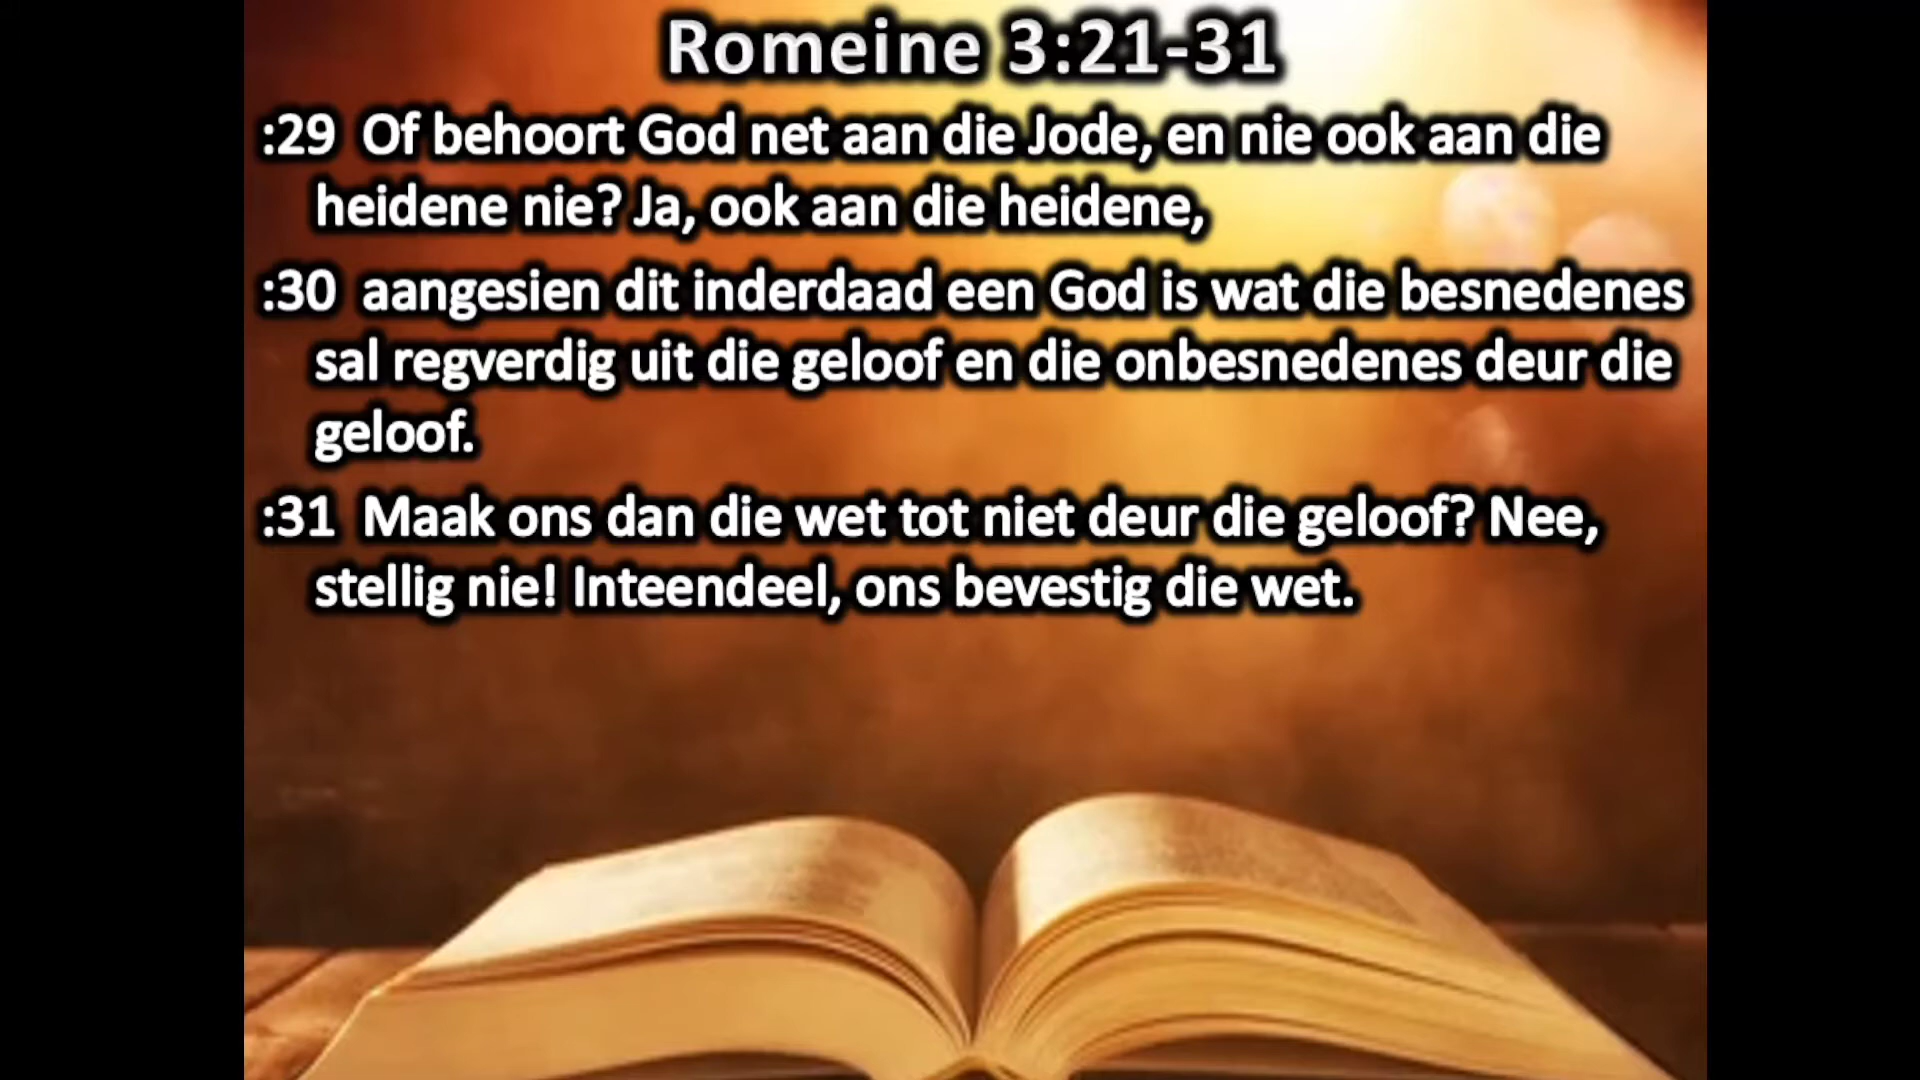 Romeine 3:21-31
:29 Of behoort God net aan die Jode, en nie ook aan die
heidene nie? Ja, ook aan die heidene,
:30 aangesien dit inderdaad een God is wat die besnedenes
sal regverdig uit die geloof en die onbesnedenes deur die
geloof.
:31 Maak ons dan die wet tot niet deur die geloof? Nee,
stellig nie! Inteendeel, ons bevestig die wet.